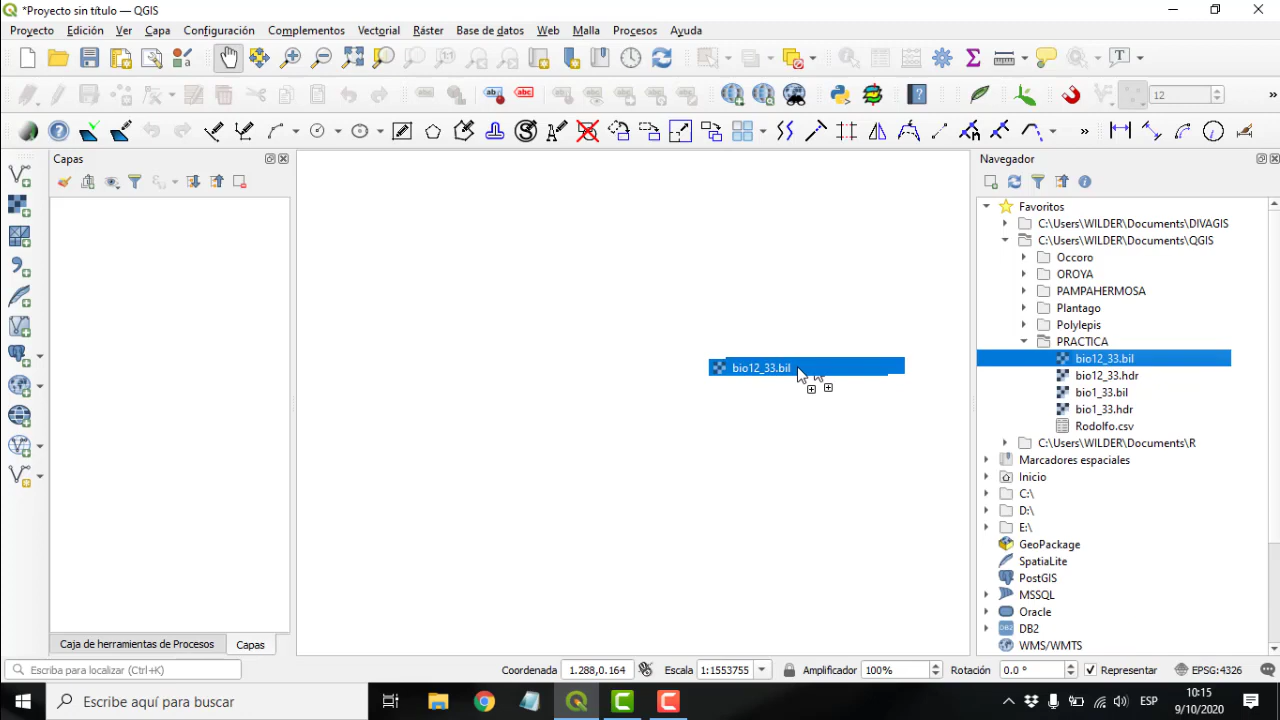 *Proyecto sin título — QGIS
Proyecto Edición Ver Capa Configuración Complementos Vectorial Ráster Base de datos Web Malla Procesos Ayuda
12
Capas
Navegador
Favoritos
C:\Users\WILDER\Documents\DIVAGIS
C:\Users\WILDER\Documents\QGIS
Occoro
OROYA
PAMPAHERMOSA
Plantago
Polylepis
PRACTICA
bio12_33.bil
bio12_33.bil
bio12_33.hdr
bio1_33.bil
bio1_33.hdr
Rodolfo.csv
C:\Users\WILDER\Documents\R
Marcadores espaciales
Inicio
C:\
D:\
E:\
GeoPackage
SpatiaLite
PostGIS
MSSQL
Oracle
DB2
WMS/WMTS
Caja de herramientas de Procesos Capas
Escriba para localizar (Ctrl+K) Coordenada 1.288,0.164 Escala 1:1553755 Amplificador 100% Rotación 0.0 ° Representar EPSG:4326
Escribe aquí para buscar
ESP
10:15
9/10/2020